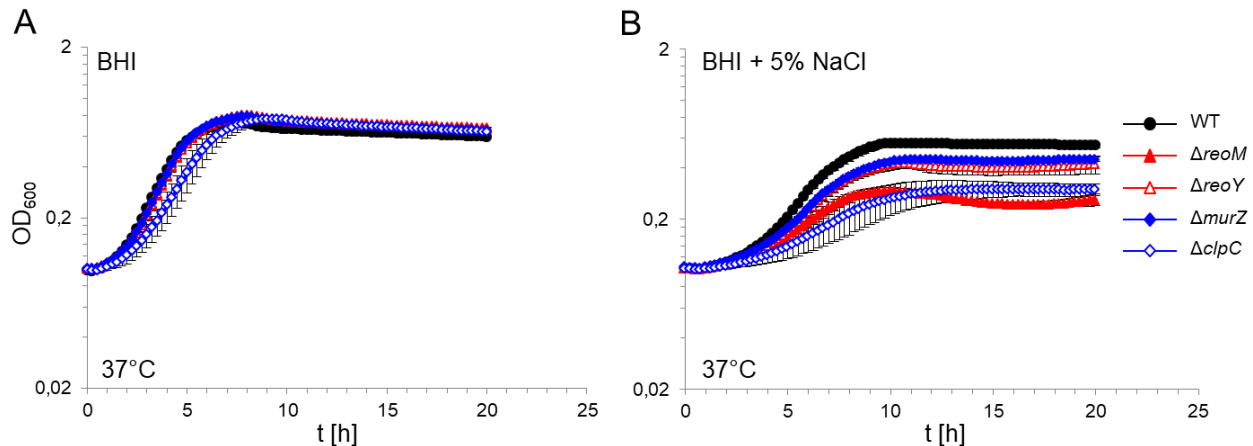 A
BHI
2
0,2
0,02
OD600
37°C
0 5 10 15 20 25
t [h]
B
BHI + 5% NaCl
2
0,2
0,02
37°C
0 5 10 15 20 25
t [h]
WT
ΔreoM
ΔreoY
ΔmurZ
ΔclpC